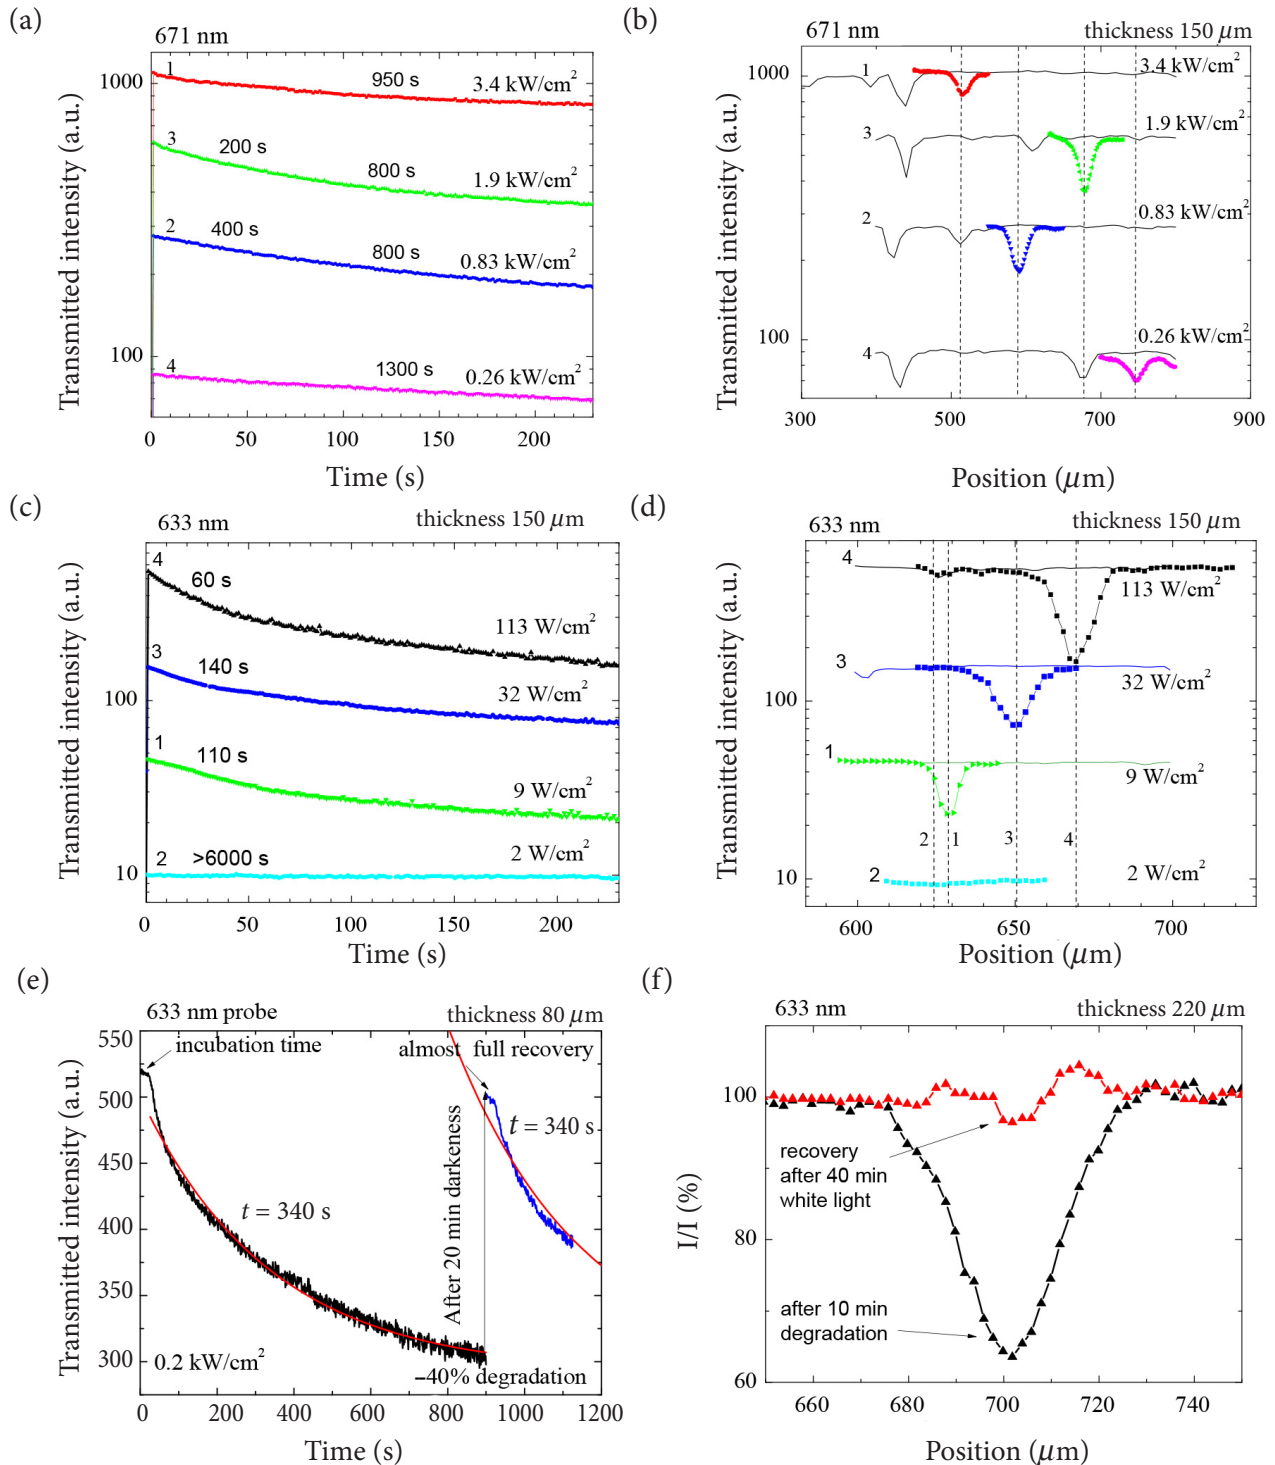 (a)
671 nm
1
950 s
3.4 kW/cm²
3
200 s
800 s
1.9 kW/cm²
2
400 s
800 s
0.83 kW/cm²
4
1300 s
0.26 kW/cm²
1000
100
0
50
100
150
200
Time (s)
Transmitted intensity (a.u.)
(b)
671 nm
thickness 150 μm
1
3.4 kW/cm²
3
1.9 kW/cm²
2
0.83 kW/cm²
4
0.26 kW/cm²
1000
100
300
500
700
900
Position (μm)
Transmitted intensity (a.u.)
(c)
633 nm
thickness 150 μm
4
60 s
113 W/cm²
3
140 s
32 W/cm²
1
110 s
9 W/cm²
2
>6000 s
2 W/cm²
100
10
0
50
100
150
200
Time (s)
Transmitted intensity (a.u.)
(d)
633 nm
thickness 150 μm
4
113 W/cm²
3
32 W/cm²
1
9 W/cm²
2
1
3
4
2
2 W/cm²
100
10
600
650
700
Position (μm)
Transmitted intensity (a.u.)
(e)
633 nm probe
thickness 80 μm
incubation time
almost full recovery
t = 340 s
t = 340 s
After 20 min darkeness
0.2 kW/cm²
−40% degradation
550
500
450
400
350
300
0
200
400
600
800
1000
1200
Time (s)
Transmitted intensity (a.u.)
(f)
633 nm
thickness 220 μm
recovery
after 40 min
white light
after 10 min
degradation
100
80
60
660
680
700
720
740
Position (μm)
I/I (%)